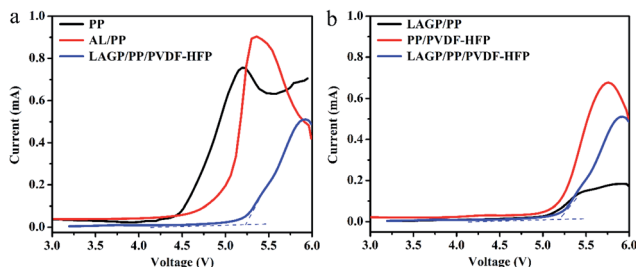 a
PP
AL/PP
LAGP/PP/PVDF-HFP
Current (mA)
1.0
0.8
0.6
0.4
0.2
0.0
3.0 3.5 4.0 4.5 5.0 5.5 6.0
Voltage (V)
b
LAGP/PP
PP/PVDF-HFP
LAGP/PP/PVDF-HFP
Current (mA)
1.0
0.8
0.6
0.4
0.2
0.0
3.0 3.5 4.0 4.5 5.0 5.5 6.0
Voltage (V)